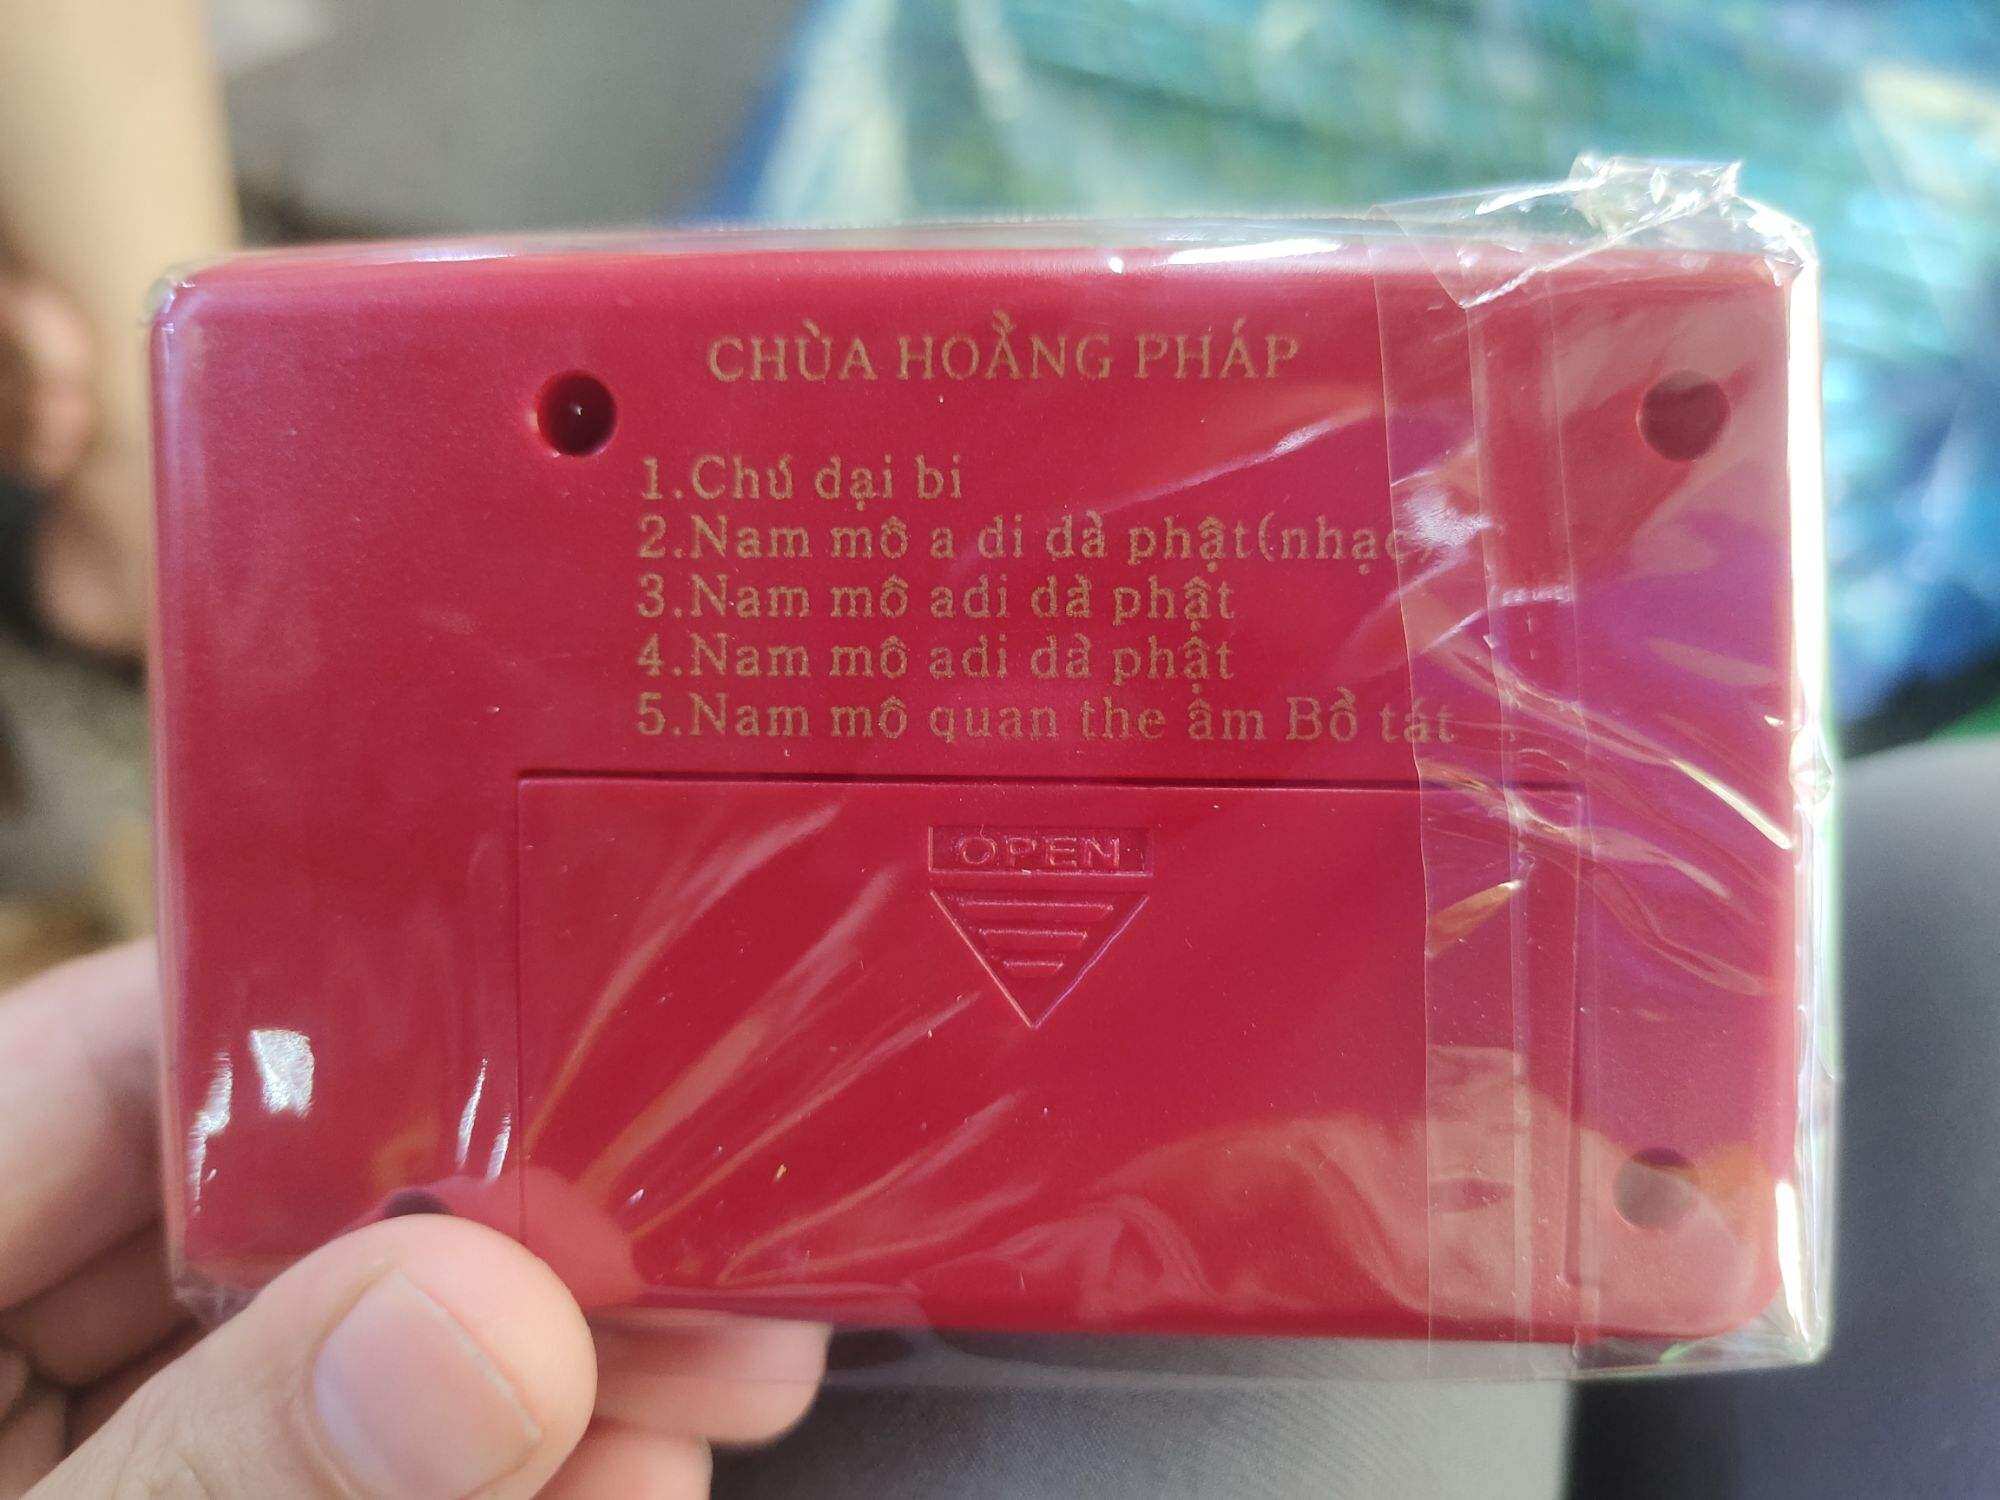 CHÙA HOẰNG PHÁP
1.Chú dại bi
2.Nam mô a di dà phật(nhạc
3.Nam mô adi dà phật
4.Nam mô adi dà phật
5.Nam mô quan the âm Bồ tát
OPEN